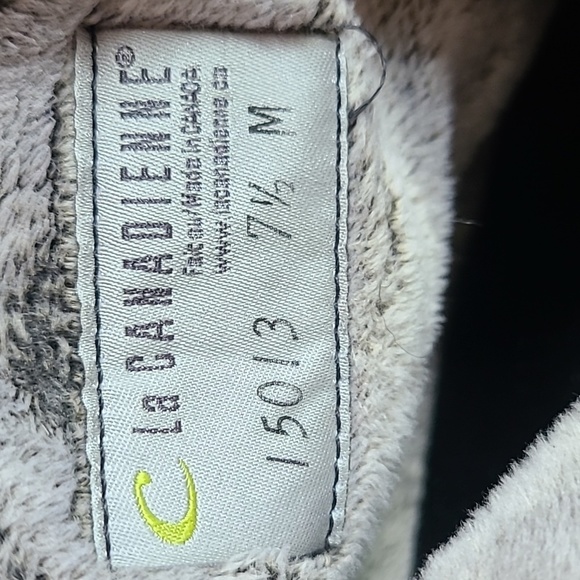 La CANADIENNE®
Fait au/Made in CANADA
www.lacanadienne.ca
15013 7½ M